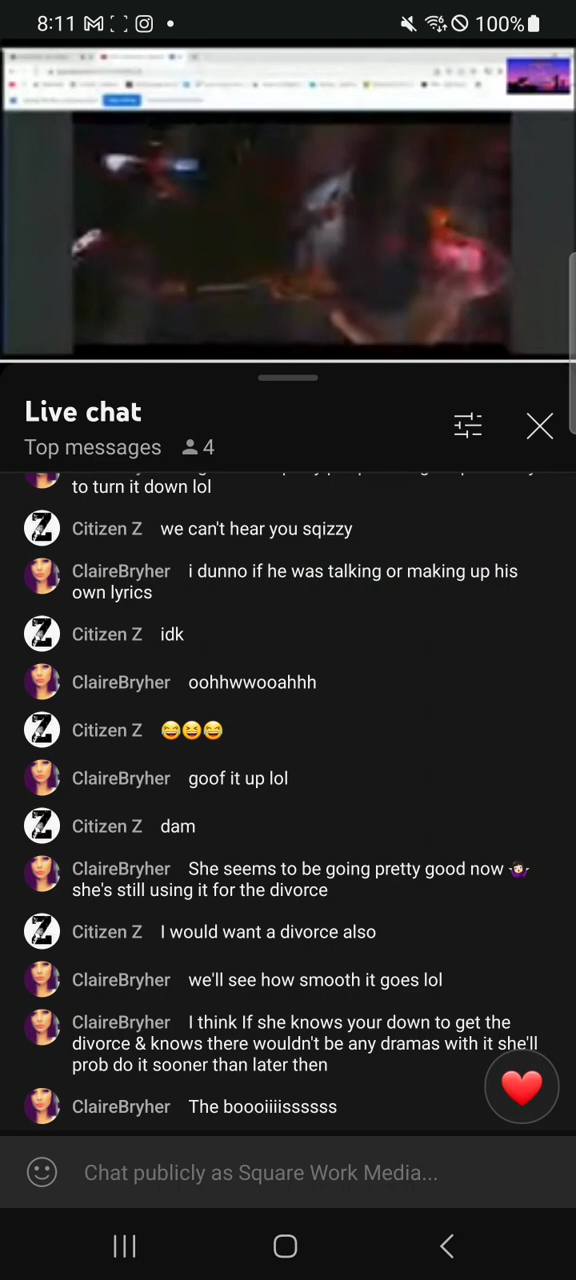 8:11 100%
Live chat
Top messages 4
to turn it down lol
Citizen Z we can't hear you sqizzy
ClaireBryher i dunno if he was talking or making up his
own lyrics
Citizen Z idk
ClaireBryher oohhwwooahhh
Citizen Z 😂😆😂
ClaireBryher goof it up lol
Citizen Z dam
ClaireBryher She seems to be going pretty good now 🤷🏻‍♀️
she's still using it for the divorce
Citizen Z I would want a divorce also
ClaireBryher we'll see how smooth it goes lol
ClaireBryher I think If she knows your down to get the
divorce & knows there wouldn't be any dramas with it she'll
prob do it sooner than later then
ClaireBryher The boooiiiissssss
Chat publicly as Square Work Media...